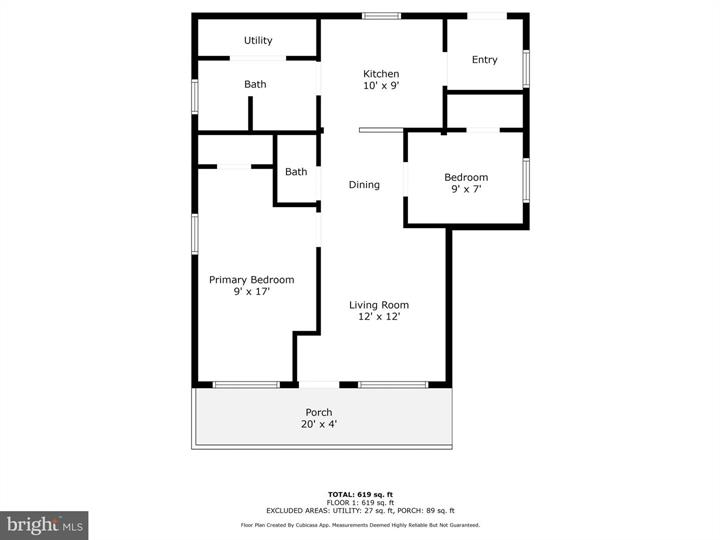 Utility
Kitchen
10' x 9'
Entry
Bath
Bath
Dining
Bedroom
9' x 7'
Primary Bedroom
9' x 17'
Living Room
12' x 12'
Porch
20' x 4'
TOTAL: 619 sq. ft
FLOOR 1: 619 sq. ft
EXCLUDED AREAS: UTILITY: 27 sq. ft, PORCH: 89 sq. ft
Floor Plan Created By Cubicasa App. Measurements Deemed Highly Reliable But Not Guaranteed.
bright MLS